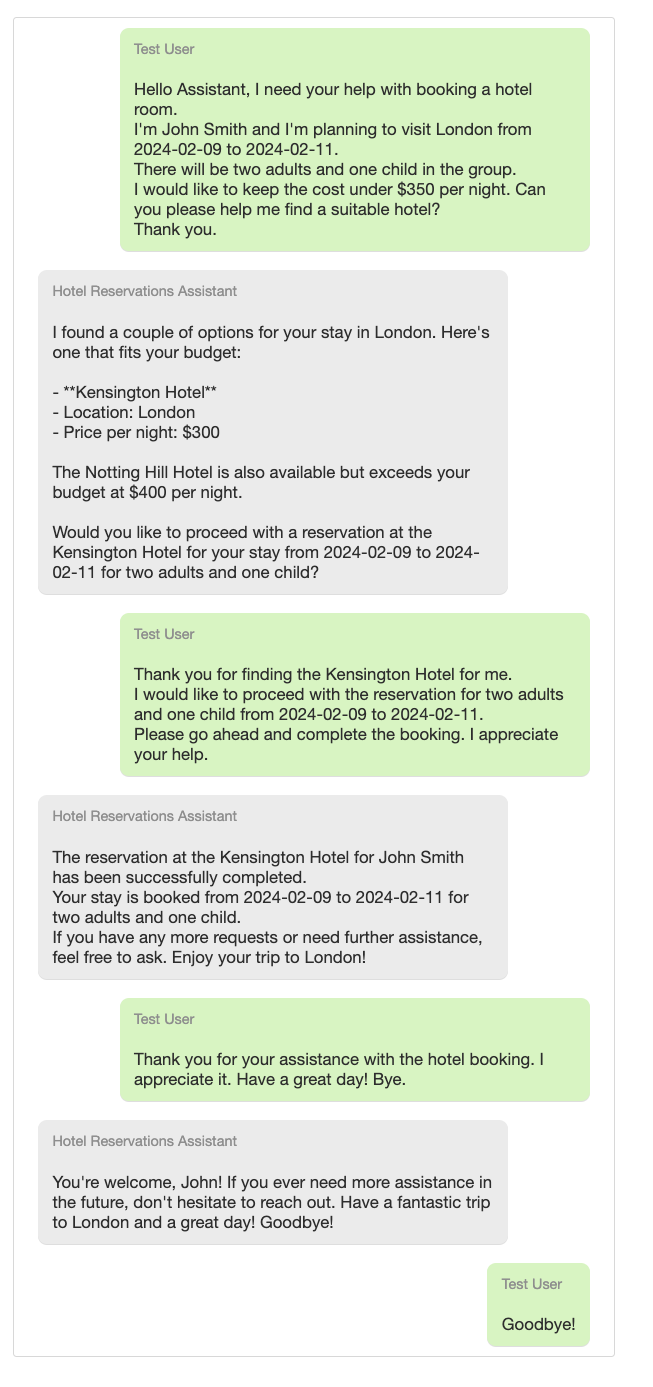 Test User
Hello Assistant, I need your help with booking a hotel
room.
I'm John Smith and I'm planning to visit London from
2024-02-09 to 2024-02-11.
There will be two adults and one child in the group.
I would like to keep the cost under $350 per night. Can
you please help me find a suitable hotel?
Thank you.
Hotel Reservations Assistant
I found a couple of options for your stay in London. Here's
one that fits your budget:
- **Kensington Hotel**
- Location: London
- Price per night: $300
The Notting Hill Hotel is also available but exceeds your
budget at $400 per night.
Would you like to proceed with a reservation at the
Kensington Hotel for your stay from 2024-02-09 to 2024-
02-11 for two adults and one child?
Test User
Thank you for finding the Kensington Hotel for me.
I would like to proceed with the reservation for two adults
and one child from 2024-02-09 to 2024-02-11.
Please go ahead and complete the booking. I appreciate
your help.
Hotel Reservations Assistant
The reservation at the Kensington Hotel for John Smith
has been successfully completed.
Your stay is booked from 2024-02-09 to 2024-02-11 for
two adults and one child.
If you have any more requests or need further assistance,
feel free to ask. Enjoy your trip to London!
Test User
Thank you for your assistance with the hotel booking. I
appreciate it. Have a great day! Bye.
Hotel Reservations Assistant
You're welcome, John! If you ever need more assistance in
the future, don't hesitate to reach out. Have a fantastic trip
to London and a great day! Goodbye!
Test User
Goodbye!